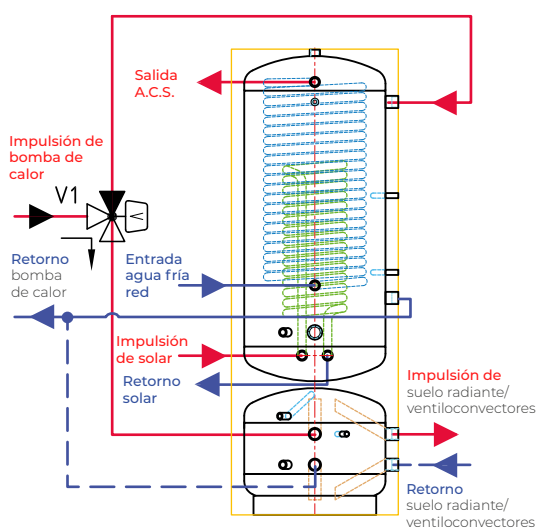 Salida
A.C.S.
Impulsión de
bomba de
calor
V1
Retorno
bomba
de calor
Entrada
agua fría
red
Impulsión
de solar
Retorno
solar
Impulsión de
suelo radiante/
ventiloconvectores
Retorno
suelo radiante/
ventiloconvectores